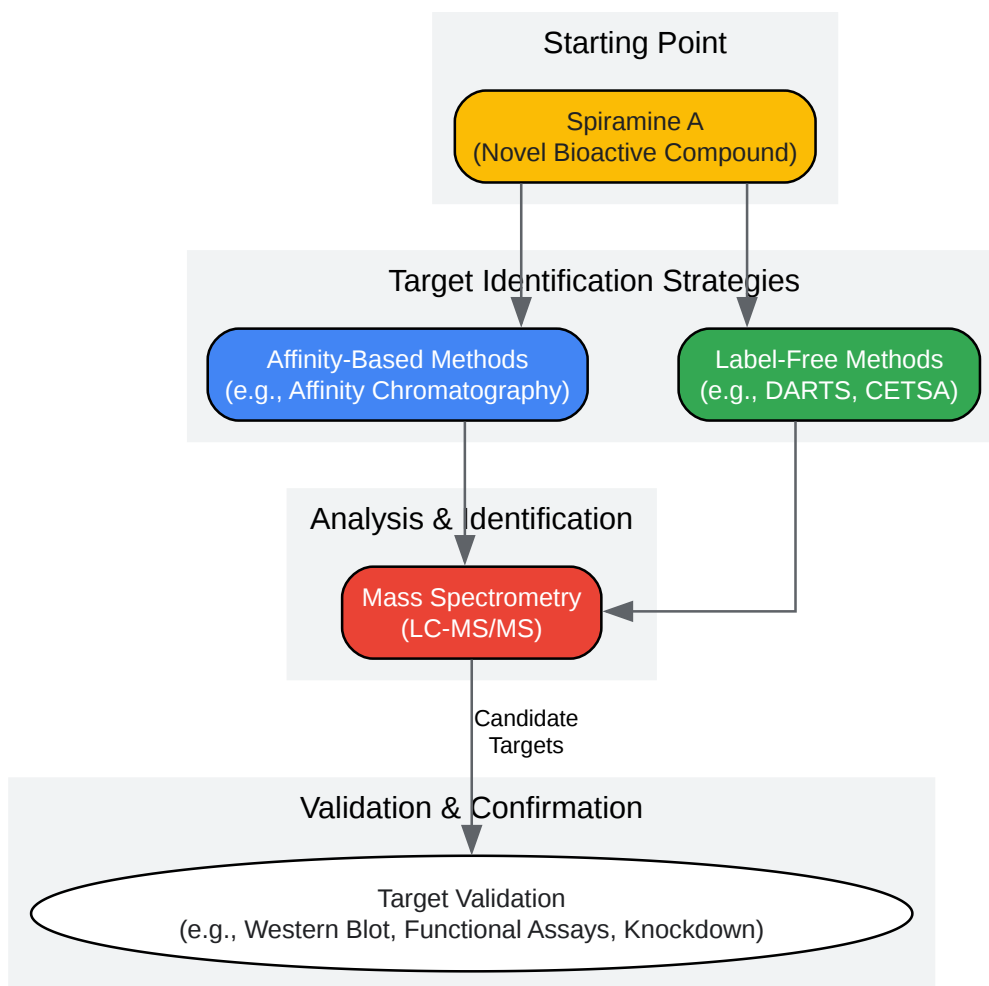 Starting Point
Spiramine A
(Novel Bioactive Compound)
Target Identification Strategies
Affinity-Based Methods
(e.g., Affinity Chromatography)
Label-Free Methods
(e.g., DARTS, CETSA)
Analysis & Identification
Mass Spectrometry
(LC-MS/MS)
Candidate
Targets
Validation & Confirmation
Target Validation
(e.g., Western Blot, Functional Assays, Knockdown)